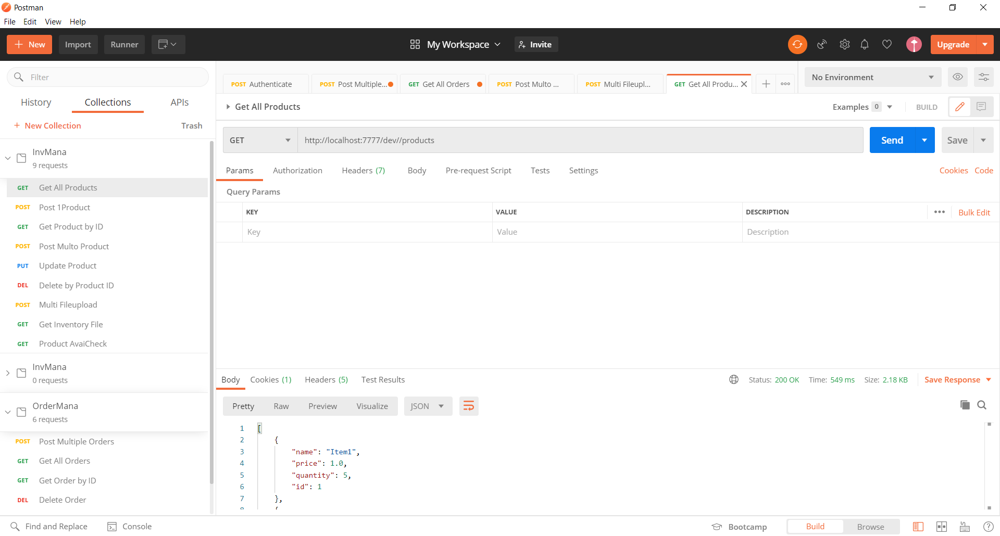 Postman
File Edit View Help
New Import Runner My Workspace Invite Upgrade
Filter
History Collections APIs
New Collection Trash
InvMana
9 requests
GET Get All Products
POST Post 1Product
GET Get Product by ID
POST Post Multo Product
PUT Update Product
DEL Delete by Product ID
POST Multi Fileupload
GET Get Inventory File
GET Product AvaiCheck
InvMana
0 requests
OrderMana
6 requests
POST Post Multiple Orders
GET Get All Orders
GET Get Order by ID
DEL Delete Order
POST Authenticate POST Post Multiple... GET Get All Orders POST Post Multo ... POST Multi Fileupl... GET Get All Produ... No Environment
Get All Products Examples 0 BUILD
GET http://localhost:7777/dev//products Send Save
Params Authorization Headers (7) Body Pre-request Script Tests Settings Cookies Code
Query Params
KEY VALUE DESCRIPTION Bulk Edit
Key Value Description
Body Cookies (1) Headers (5) Test Results Status: 200 OK Time: 549 ms Size: 2.18 KB Save Response
Pretty Raw Preview Visualize JSON
1 [
2 {
3 "name": "Item1",
4 "price": 1.0,
5 "quantity": 5,
6 "id": 1
7 },
8 {
Find and Replace Console Bootcamp Build Browse